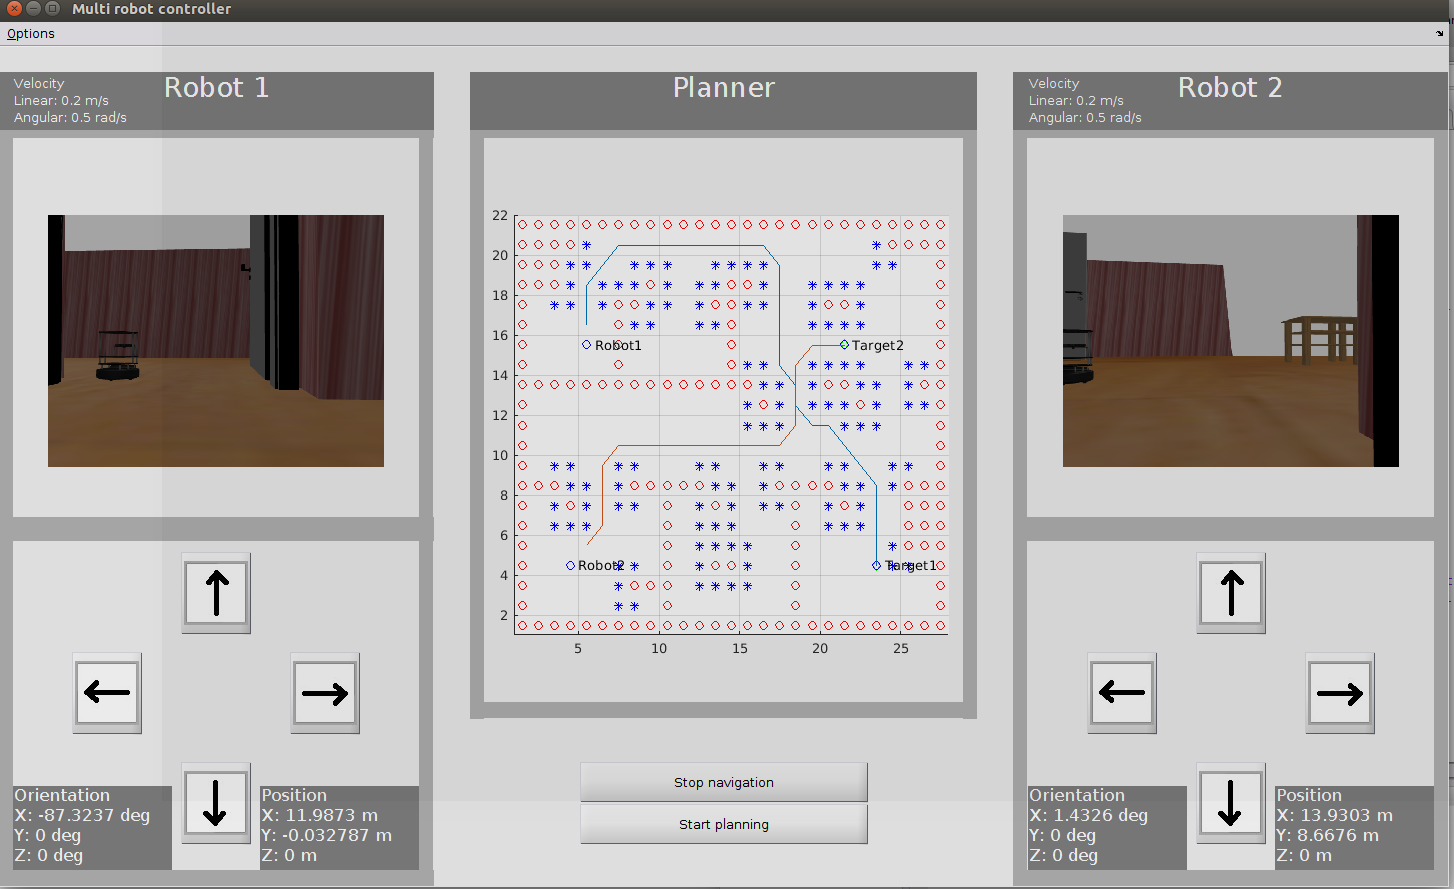 Multi robot controller
Options
Velocity
Linear: 0.2 m/s
Angular: 0.5 rad/s
Robot 1
Planner
Velocity
Linear: 0.2 m/s
Angular: 0.5 rad/s
Robot 2
22
20
18
16
14
12
10
8
6
4
2
5
10
15
20
25
Robot1
Target2
Robot2
Target1
Stop navigation
Start planning
Orientation
X: -87.3237 deg
Y: 0 deg
Z: 0 deg
Position
X: 11.9873 m
Y: -0.032787 m
Z: 0 m
Orientation
X: 1.4326 deg
Y: 0 deg
Z: 0 deg
Position
X: 13.9303 m
Y: 8.6676 m
Z: 0 m